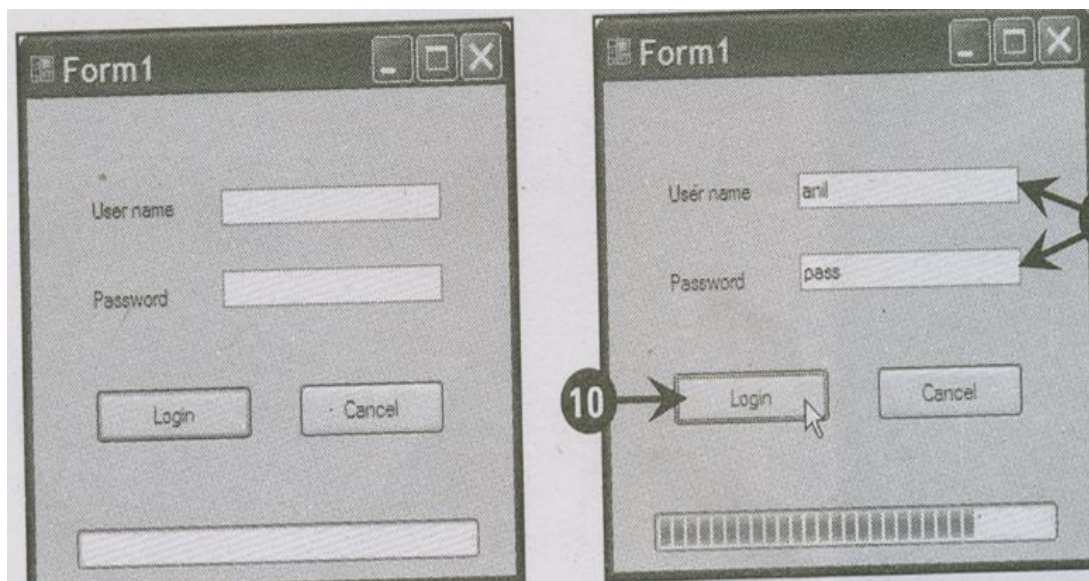 Form1
User name
Password
Login Cancel
Form1
User name anil
Password pass
10 Login Cancel